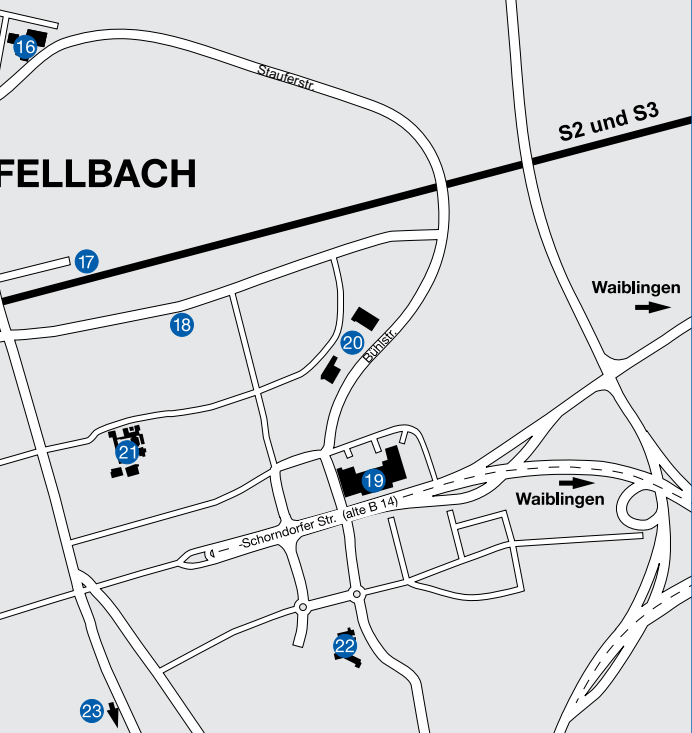 16
Stauferstr.
S2 und S3
FELLBACH
17
Waiblingen
18
20
Bühlstr.
21
19
Waiblingen
Schorndorfer Str. (alte B 14)
22
23